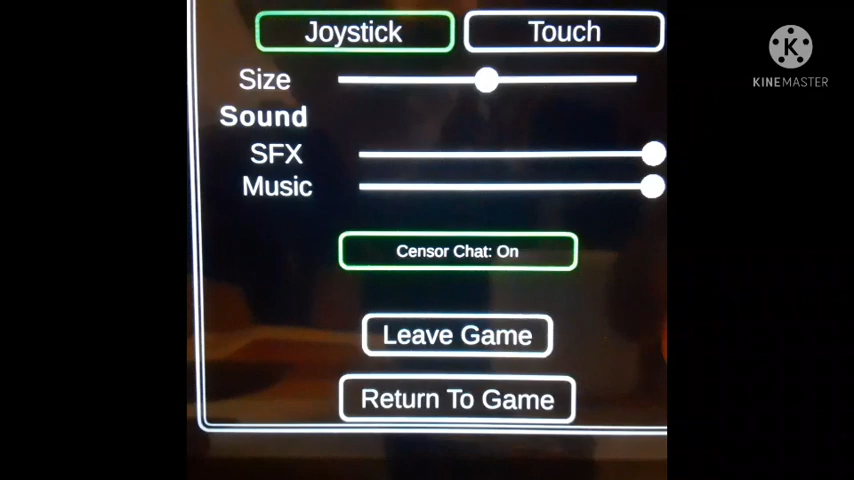 Joystick Touch
Size
Sound
SFX
Music
Censor Chat: On
Leave Game
Return To Game
K
KINEMASTER